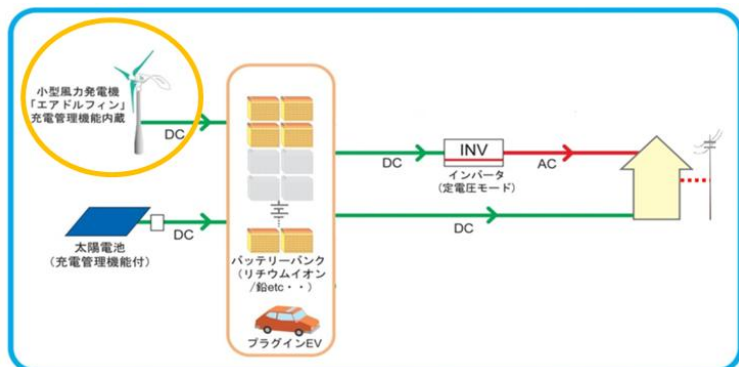 小型風力発電機
「エアドルフィン」
充電管理機能内蔵
DC
太陽電池
(充電管理機能付)
DC
バッテリーバンク
(リチウムイオン
/鉛etc・・)
プラグインEV
DC
INV
インバータ
(定電圧モード)
AC
DC